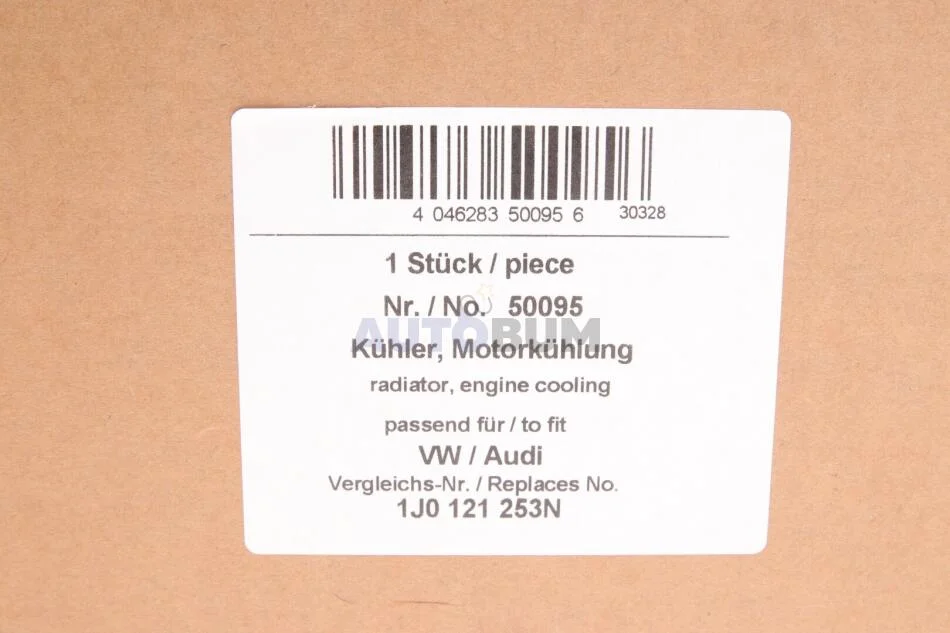 4 046283 50095 6 30328
1 Stück / piece
Nr. / No. 50095
AUTOBUM
Kühler, Motorkühlung
radiator, engine cooling
passend für / to fit
VW / Audi
Vergleichs-Nr. / Replaces No.
1J0 121 253N